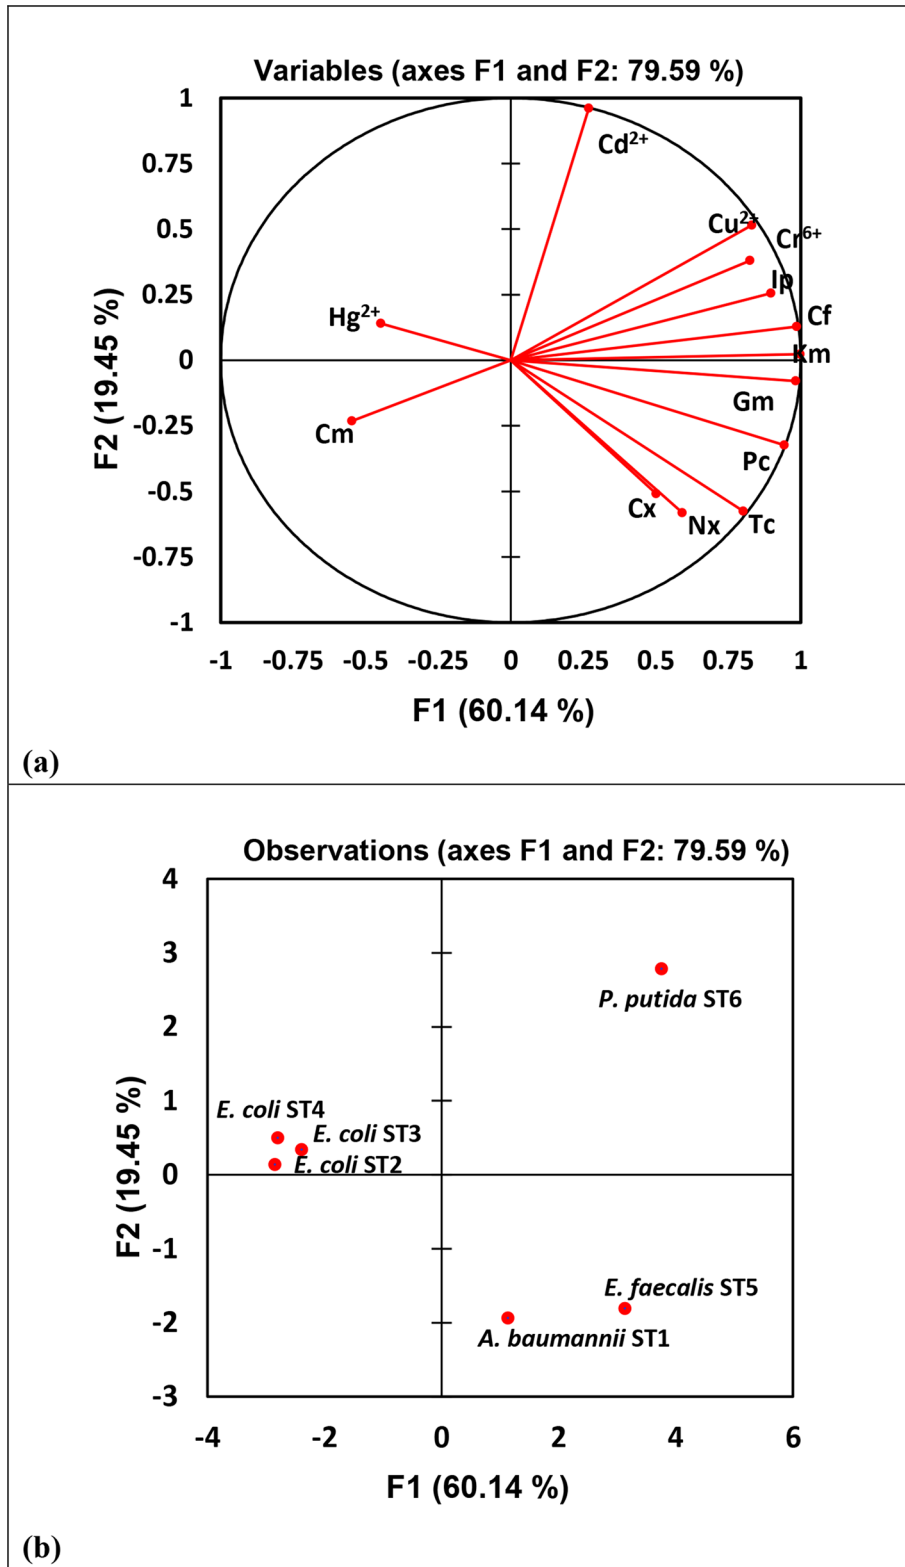 Variables (axes F1 and F2: 79.59 %)
1
Cd²⁺
0.75
Cu²⁺
0.5
Cr⁶⁺
Ip
0.25
Hg²⁺
Cf
0
Km
Gm
-0.25
Cm
Pc
-0.5
Cx
Nx
Tc
-0.75
-1
F2 (19.45 %)
-1 -0.75 -0.5 -0.25 0 0.25 0.5 0.75 1
F1 (60.14 %)
(a)
Observations (axes F1 and F2: 79.59 %)
4
3
P. putida ST6
2
1
E. coli ST4
E. coli ST3
E. coli ST2
0
-1
E. faecalis ST5
-2
A. baumannii ST1
-3
F2 (19.45 %)
-4 -2 0 2 4 6
F1 (60.14 %)
(b)